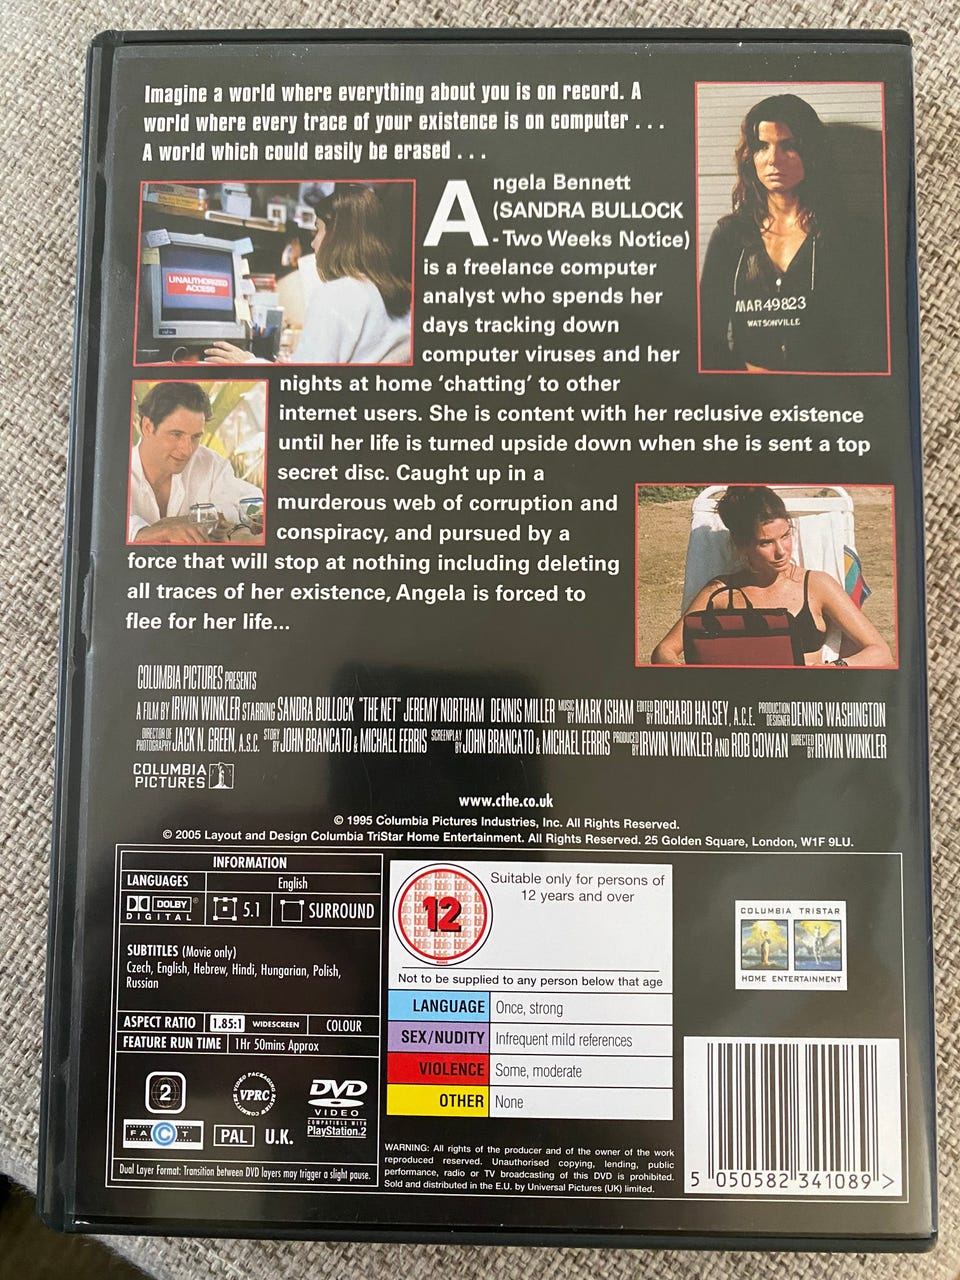 Imagine a world where everything about you is on record. A
world where every trace of your existence is on computer . . .
A world which could easily be erased . . .
Angela Bennett
(SANDRA BULLOCK
- Two Weeks Notice)
is a freelance computer
analyst who spends her
days tracking down
computer viruses and her
nights at home ‘chatting’ to other
internet users. She is content with her reclusive existence
until her life is turned upside down when she is sent a top
secret disc. Caught up in a
murderous web of corruption and
conspiracy, and pursued by a
force that will stop at nothing including deleting
all traces of her existence, Angela is forced to
flee for her life...
UNAUTHORIZED
ACCESS
MAR49823
WATSONVILLE
COLUMBIA PICTURES PRESENTS
A FILM BY IRWIN WINKLER STARRING SANDRA BULLOCK "THE NET" JEREMY NORTHAM DENNIS MILLER MUSIC BY MARK ISHAM EDITED BY RICHARD HALSEY, A.C.E. PRODUCTION DESIGNER DENNIS WASHINGTON
DIRECTOR OF PHOTOGRAPHY JACK N. GREEN, A.S.C. STORY BY JOHN BRANCATO & MICHAEL FERRIS SCREENPLAY BY JOHN BRANCATO & MICHAEL FERRIS PRODUCED BY IRWIN WINKLER AND ROB COWAN DIRECTED BY IRWIN WINKLER
COLUMBIA
PICTURES
www.cthe.co.uk
© 1995 Columbia Pictures Industries, Inc. All Rights Reserved.
© 2005 Layout and Design Columbia TriStar Home Entertainment. All Rights Reserved. 25 Golden Square, London, W1F 9LU.
INFORMATION
LANGUAGES English
DOLBY
DIGITAL
5.1 SURROUND
SUBTITLES (Movie only)
Czech, English, Hebrew, Hindi, Hungarian, Polish,
Russian
ASPECT RATIO 1.85:1 WIDESCREEN COLOUR
FEATURE RUN TIME 1Hr 50mins Approx
2
VIDEO PACKAGING REVIEW COMMITTEE
VPRC
DVD
VIDEO
COMPATIBLE WITH
PlayStation.2
FACT
PAL U.K.
Dual Layer Format: Transition between DVD layers may trigger a slight pause.
12
Suitable only for persons of
12 years and over
Not to be supplied to any person below that age
LANGUAGE Once, strong
SEX/NUDITY Infrequent mild references
VIOLENCE Some, moderate
OTHER None
WARNING: All rights of the producer and of the owner of the work
reproduced reserved. Unauthorised copying, lending, public
performance, radio or TV broadcasting of this DVD is prohibited.
Sold and distributed in the E.U. by Universal Pictures (UK) limited.
COLUMBIA TRISTAR
HOME ENTERTAINMENT
5 050582 341089 >